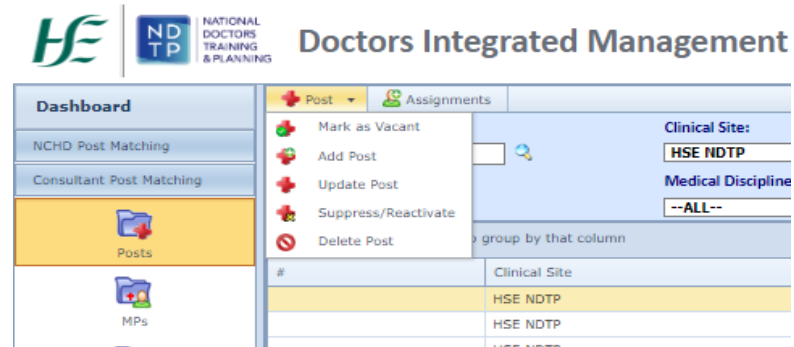 HE
ND
TP
NATIONAL
DOCTORS
TRAINING
& PLANNING
Doctors Integrated Management
Dashboard
NCHD Post Matching
Consultant Post Matching
Posts
MPs
Post
Assignments
Mark as Vacant
Add Post
Update Post
Suppress/Reactivate
Delete Post
Clinical Site:
HSE NDTP
Medical Discipline
--ALL--
group by that column
#
Clinical Site
HSE NDTP
HSE NDTP